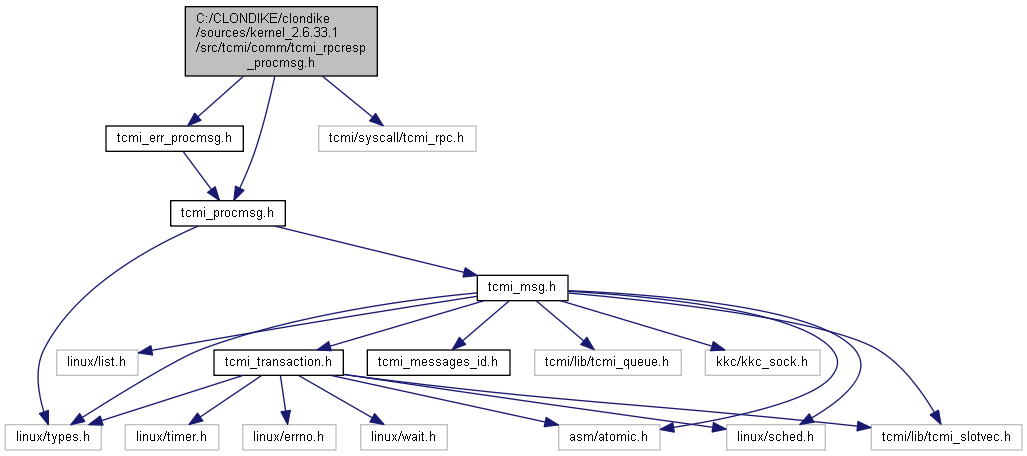 C:/CLONDIKE/clondike
/sources/kernel_2.6.33.1
/src/tcmi/comm/tcmi_rpcresp
_procmsg.h
tcmi_err_procmsg.h
tcmi/syscall/tcmi_rpc.h
tcmi_procmsg.h
tcmi_msg.h
linux/list.h
tcmi_transaction.h
tcmi_messages_id.h
tcmi/lib/tcmi_queue.h
kkc/kkc_sock.h
linux/types.h
linux/timer.h
linux/errno.h
linux/wait.h
asm/atomic.h
linux/sched.h
tcmi/lib/tcmi_slotvec.h